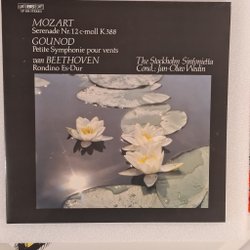 MOZART
Serenade Nr. 12 c-moll K 388
GOUNOD
Petite Symphonie pour vents
van BEETHOVEN
Rondino Es-Dur
The Stockholm Sinfonietta
Cond.: Jan-Olav Wedin